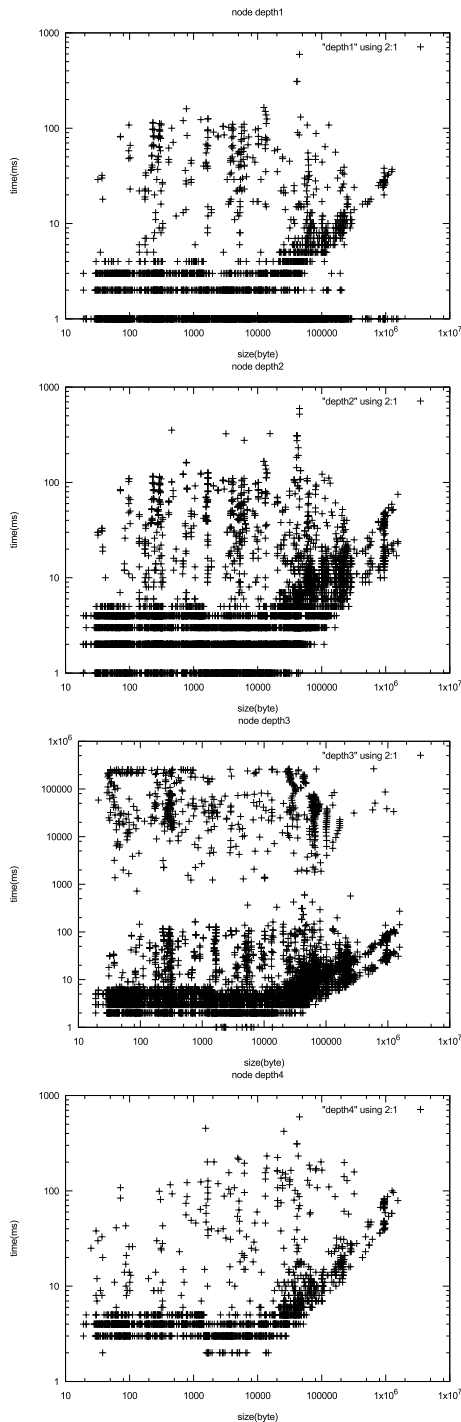 node depth1
1000
"depth1" using 2:1
100
time(ms)
10
1
10 100 1000 10000 100000 1x10^6 1x10^7
size(byte)
node depth2
1000
"depth2" using 2:1
100
time(ms)
10
1
10 100 1000 10000 100000 1x10^6 1x10^7
size(byte)
node depth3
1x10^6
"depth3" using 2:1
100000
10000
time(ms)
1000
100
10
1
1 10 100 1000 10000 100000 1x10^6 1x10^7
size(byte)
node depth4
1000
"depth4" using 2:1
100
time(ms)
10
1
10 100 1000 10000 100000 1x10^6 1x10^7
size(byte)